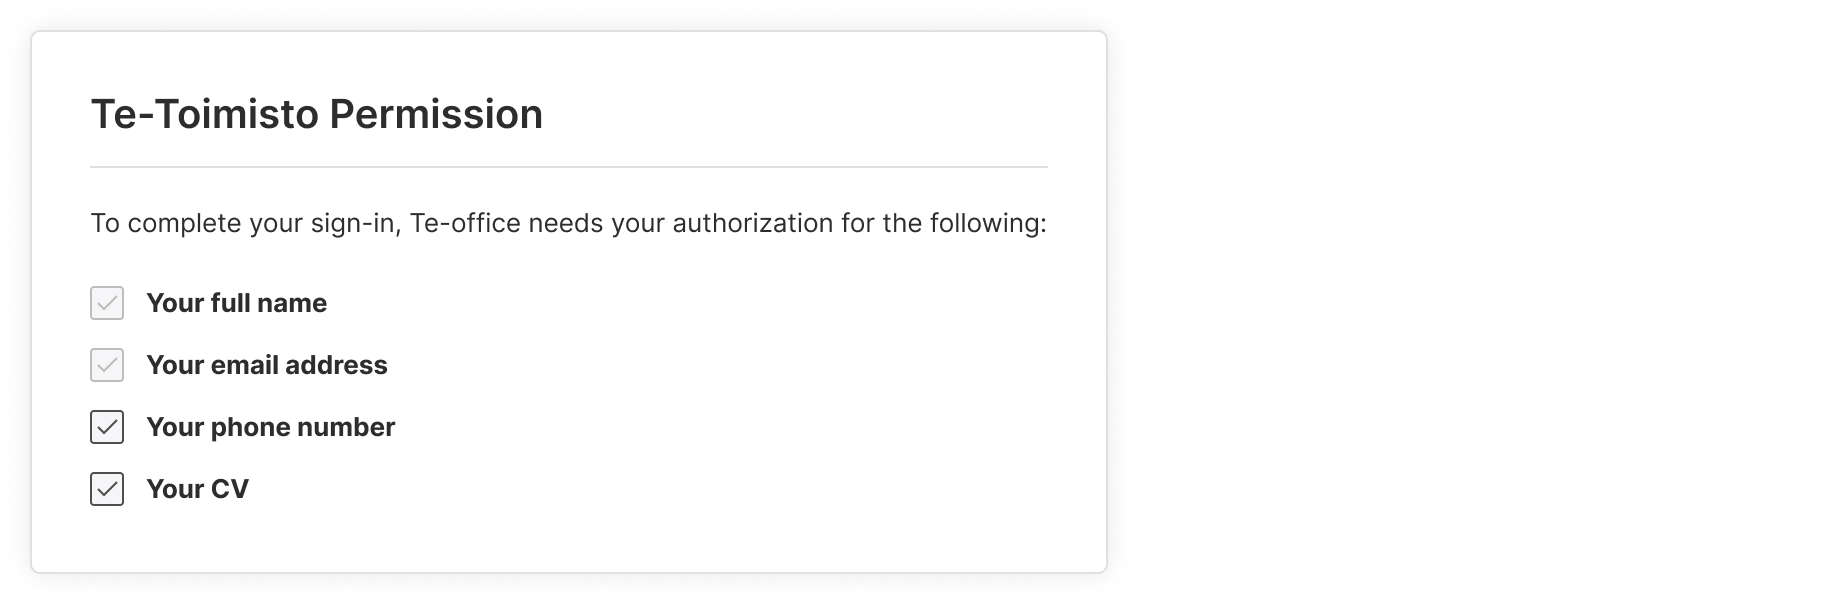 Te-Toimisto Permission
To complete your sign-in, Te-office needs your authorization for the following:
Your full name
Your email address
Your phone number
Your CV